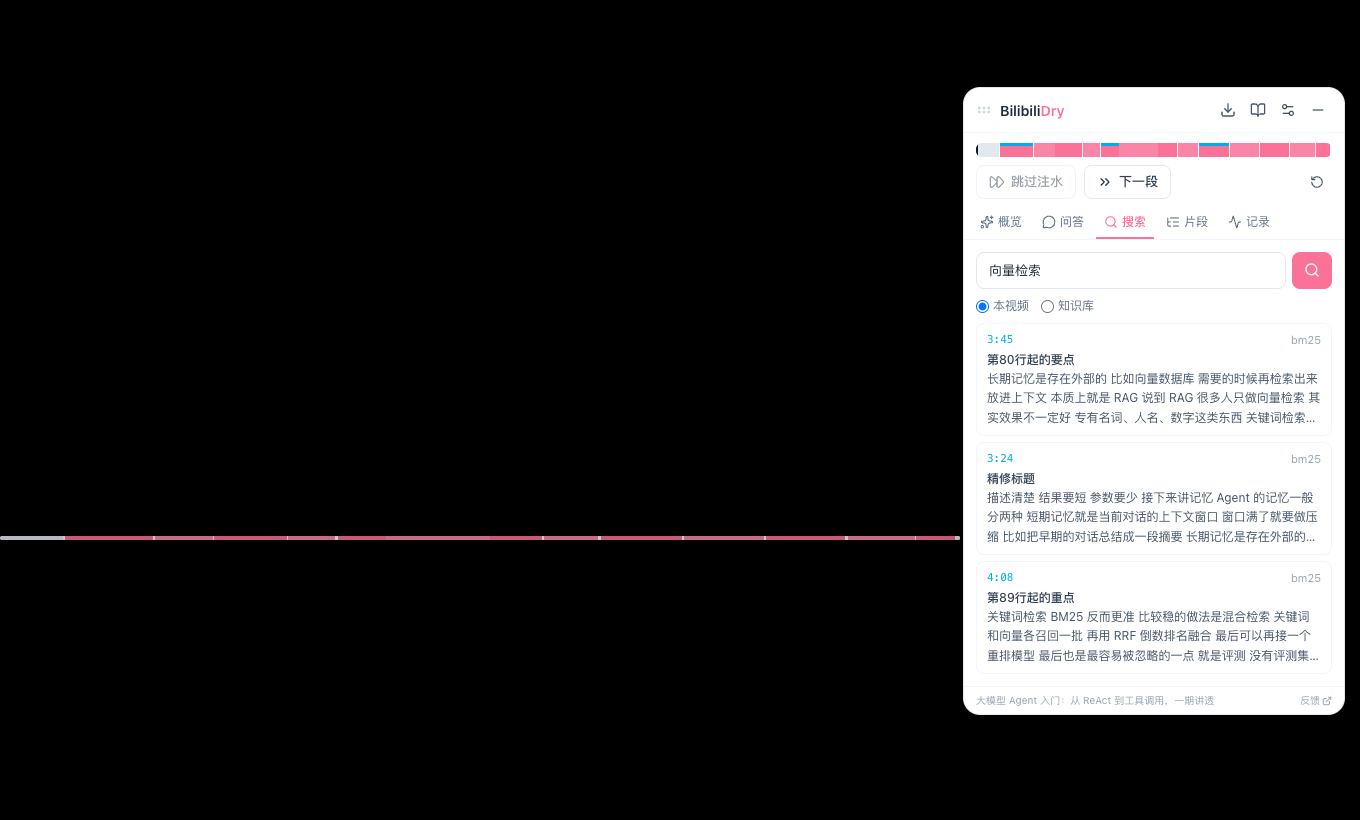 BilibiliDry
跳过注水
下一段
概览
问答
搜索
片段
记录
向量检索
本视频
知识库
3:45
bm25
第80行起的要点
长期记忆是存在外部的 比如向量数据库 需要的时候再检索出来
放进上下文 本质上就是 RAG 说到 RAG 很多人只做向量检索 其
实效果不一定好 专有名词、人名、数字这类东西 关键词检索...
3:24
bm25
精修标题
描述清楚 结果要短 参数要少 接下来讲记忆 Agent 的记忆一般
分两种 短期记忆就是当前对话的上下文窗口 窗口满了就要做压
缩 比如把早期的对话总结成一段摘要 长期记忆是存在外部的...
4:08
bm25
第89行起的重点
关键词检索 BM25 反而更准 比较稳的做法是混合检索 关键词
和向量各召回一批 再用 RRF 倒数排名融合 最后可以再接一个
重排模型 最后也是最容易被忽略的一点 就是评测 没有评测集...
大模型 Agent 入门：从 ReAct 到工具调用，一期讲透
反馈